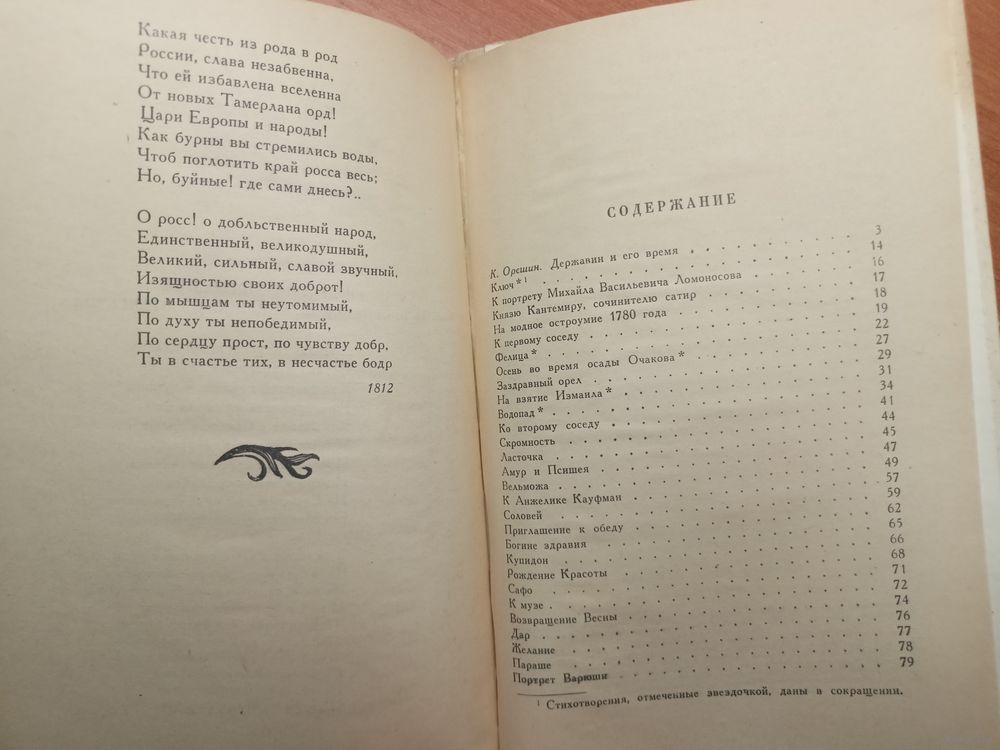 Какая честь из рода в род
России, слава незабвенна,
Что ей избавлена вселенна
От новых Тамерлана орд!
Цари Европы и народы!
Как бурны вы стремились воды,
Чтоб поглотить край росса весь;
Но, буйные! где сами днесь?..
О росс! о добльственный народ,
Единственный, великодушный,
Великий, сильный, славой звучный,
Изящностью своих доброт!
По мышцам ты неутомимый,
По духу ты непобедимый,
По сердцу прост, по чувству добр,
Ты в счастье тих, в несчастье бодр
1812
СОДЕРЖАНИЕ
К. Орешин. Державин и его время . . . . . . . 3
Ключ*¹ . . . . . . . 14
К портрету Михайла Васильевича Ломоносова . . . . . . . 16
Князю Кантемиру, сочинителю сатир . . . . . . . 17
На модное остроумие 1780 года . . . . . . . 18
К первому соседу . . . . . . . 19
Фелица* . . . . . . . 22
Осень во время осады Очакова* . . . . . . . 27
Заздравный орел . . . . . . . 29
На взятие Измаила* . . . . . . . 31
Водопад* . . . . . . . 34
Ко второму соседу . . . . . . . 41
Скромность . . . . . . . 44
Ласточка . . . . . . . 45
Амур и Псишея . . . . . . . 47
Вельможа . . . . . . . 49
К Анжелике Кауфман . . . . . . . 57
Соловей . . . . . . . 59
Приглашение к обеду . . . . . . . 62
Богине здравия . . . . . . . 65
Купидон . . . . . . . 66
Рождение Красоты . . . . . . . 68
Сафо . . . . . . . 71
К музе . . . . . . . 72
Возвращение Весны . . . . . . . 74
Дар . . . . . . . 76
Желание . . . . . . . 77
Параше . . . . . . . 78
Портрет Варюши . . . . . . . 79
¹ Стихотворения, отмеченные звездочкой, даны в сокращении.